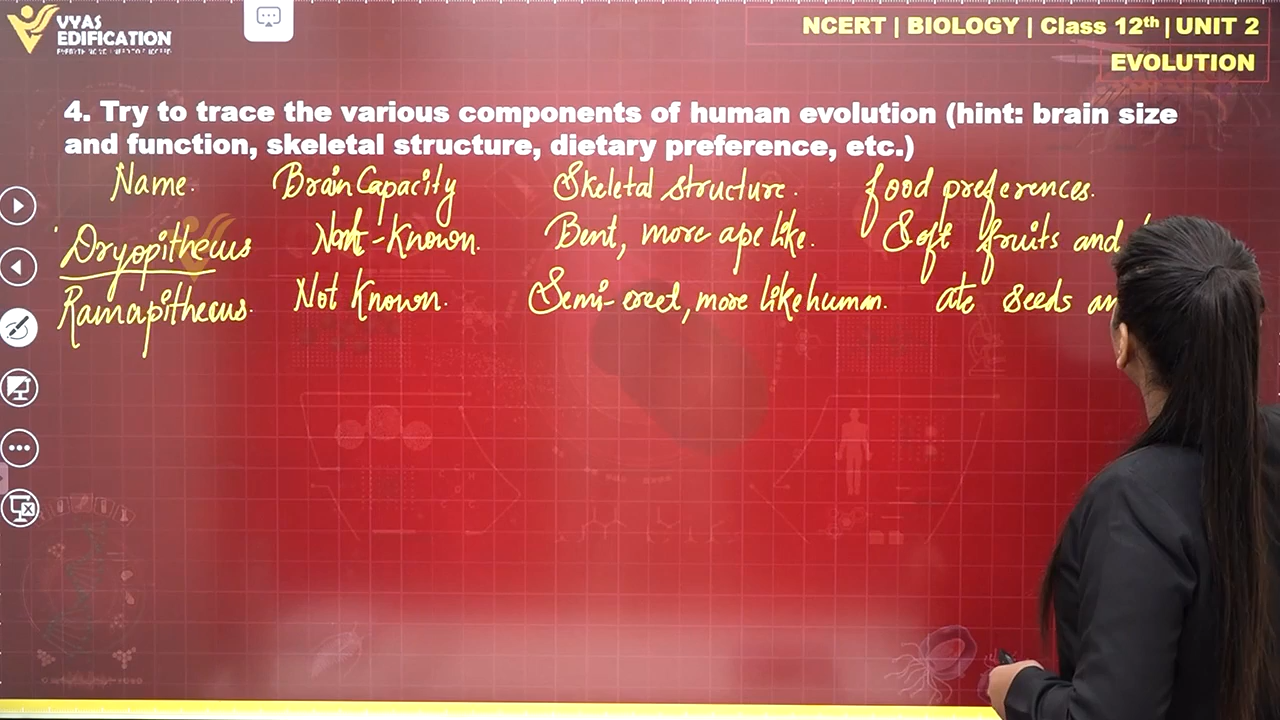 VYAS
EDIFICATION
NCERT | BIOLOGY | Class 12th | UNIT 2
EVOLUTION
4. Try to trace the various components of human evolution (hint: brain size
and function, skeletal structure, dietary preference, etc.)
Name. Brain Capacity Skeletal structure. food preferences.
Dryopithecus Not-Known. Bent, more ape like. Soft fruits and
Ramapithecus. Not Known. Semi-erect, more like human. ate seeds